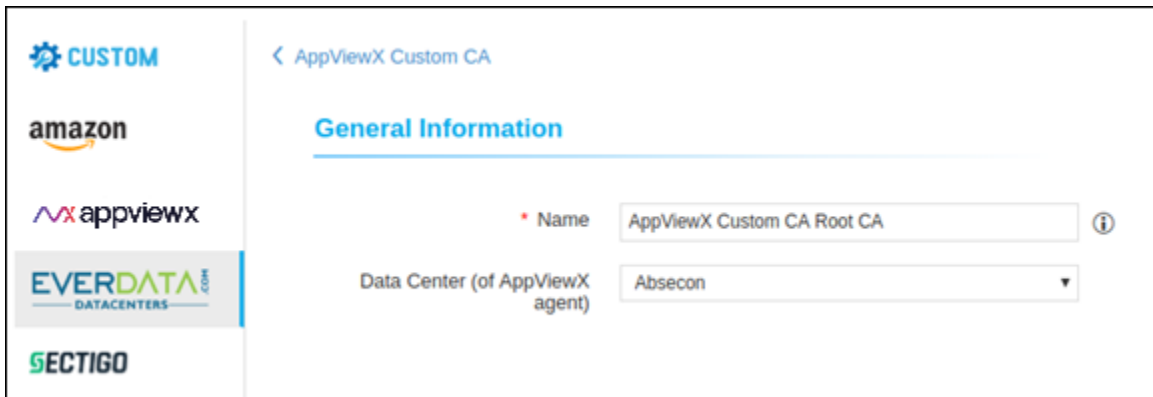 CUSTOM
amazon
appviewx
EVERDATA.COM
DATACENTERS
SECTIGO
AppViewX Custom CA
General Information
* Name
AppViewX Custom CA Root CA
Data Center (of AppViewX
agent)
Absecon